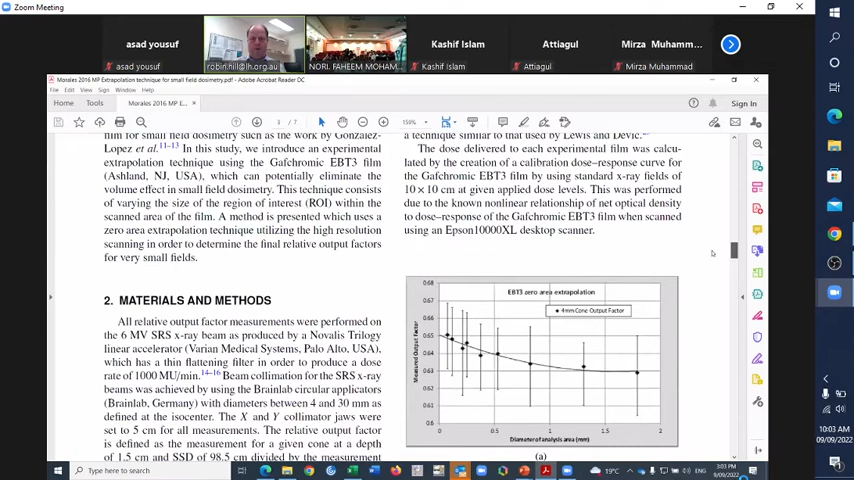 Zoom Meeting
asad yousuf
asad yousuf
robin.hill@lh.org.au
NORI. FAHEEM MOHAM...
Kashif Islam
Kashif Islam
Attiagul
Attiagul
Mirza Muhamm...
Mirza Muhammad
Morales 2016 MP Extrapolation technique for small field dosimetry.pdf - Adobe Acrobat Reader DC
File Edit View Sign Window Help
Home Tools Morales 2016 MP E... ×
Sign In
3 / 7
159%
film for small field dosimetry such as the work by Gonzalez-
Lopez et al.11–13 In this study, we introduce an experimental
extrapolation technique using the Gafchromic EBT3 film
(Ashland, NJ, USA), which can potentially eliminate the
volume effect in small field dosimetry. This technique consists
of varying the size of the region of interest (ROI) within the
scanned area of the film. A method is presented which uses a
zero area extrapolation technique utilizing the high resolution
scanning in order to determine the final relative output factors
for very small fields.
2. MATERIALS AND METHODS
All relative output factor measurements were performed on
the 6 MV SRS x-ray beam as produced by a Novalis Trilogy
linear accelerator (Varian Medical Systems, Palo Alto, USA),
which has a thin flattening filter in order to produce a dose
rate of 1000 MU/min.14–16 Beam collimation for the SRS x-ray
beams was achieved by using the Brainlab circular applicators
(Brainlab, Germany) with diameters between 4 and 30 mm as
defined at the isocenter. The X and Y collimator jaws were
set to 5 cm for all measurements. The relative output factor
is defined as the measurement for a given cone at a depth
of 1.5 cm and SSD of 98.5 cm divided by the measurement
a technique similar to that used by Lewis and Devic.
The dose delivered to each experimental film was calcu-
lated by the creation of a calibration dose–response curve for
the Gafchromic EBT3 film by using standard x-ray fields of
10 × 10 cm at given applied dose levels. This was performed
due to the known nonlinear relationship of net optical density
to dose–response of the Gafchromic EBT3 film when scanned
using an Epson10000XL desktop scanner.
EBT3 zero area extrapolation
4mm Cone Output Factor
Measured Output Factor
0.68
0.67
0.66
0.65
0.64
0.63
0.62
0.61
0.6
0 0.5 1 1.5 2
Diameter of analysis area (mm)
(a)
Type here to search
19°C
ENG
3:03 PM
9/09/2022
10:03 AM
09/09/2022